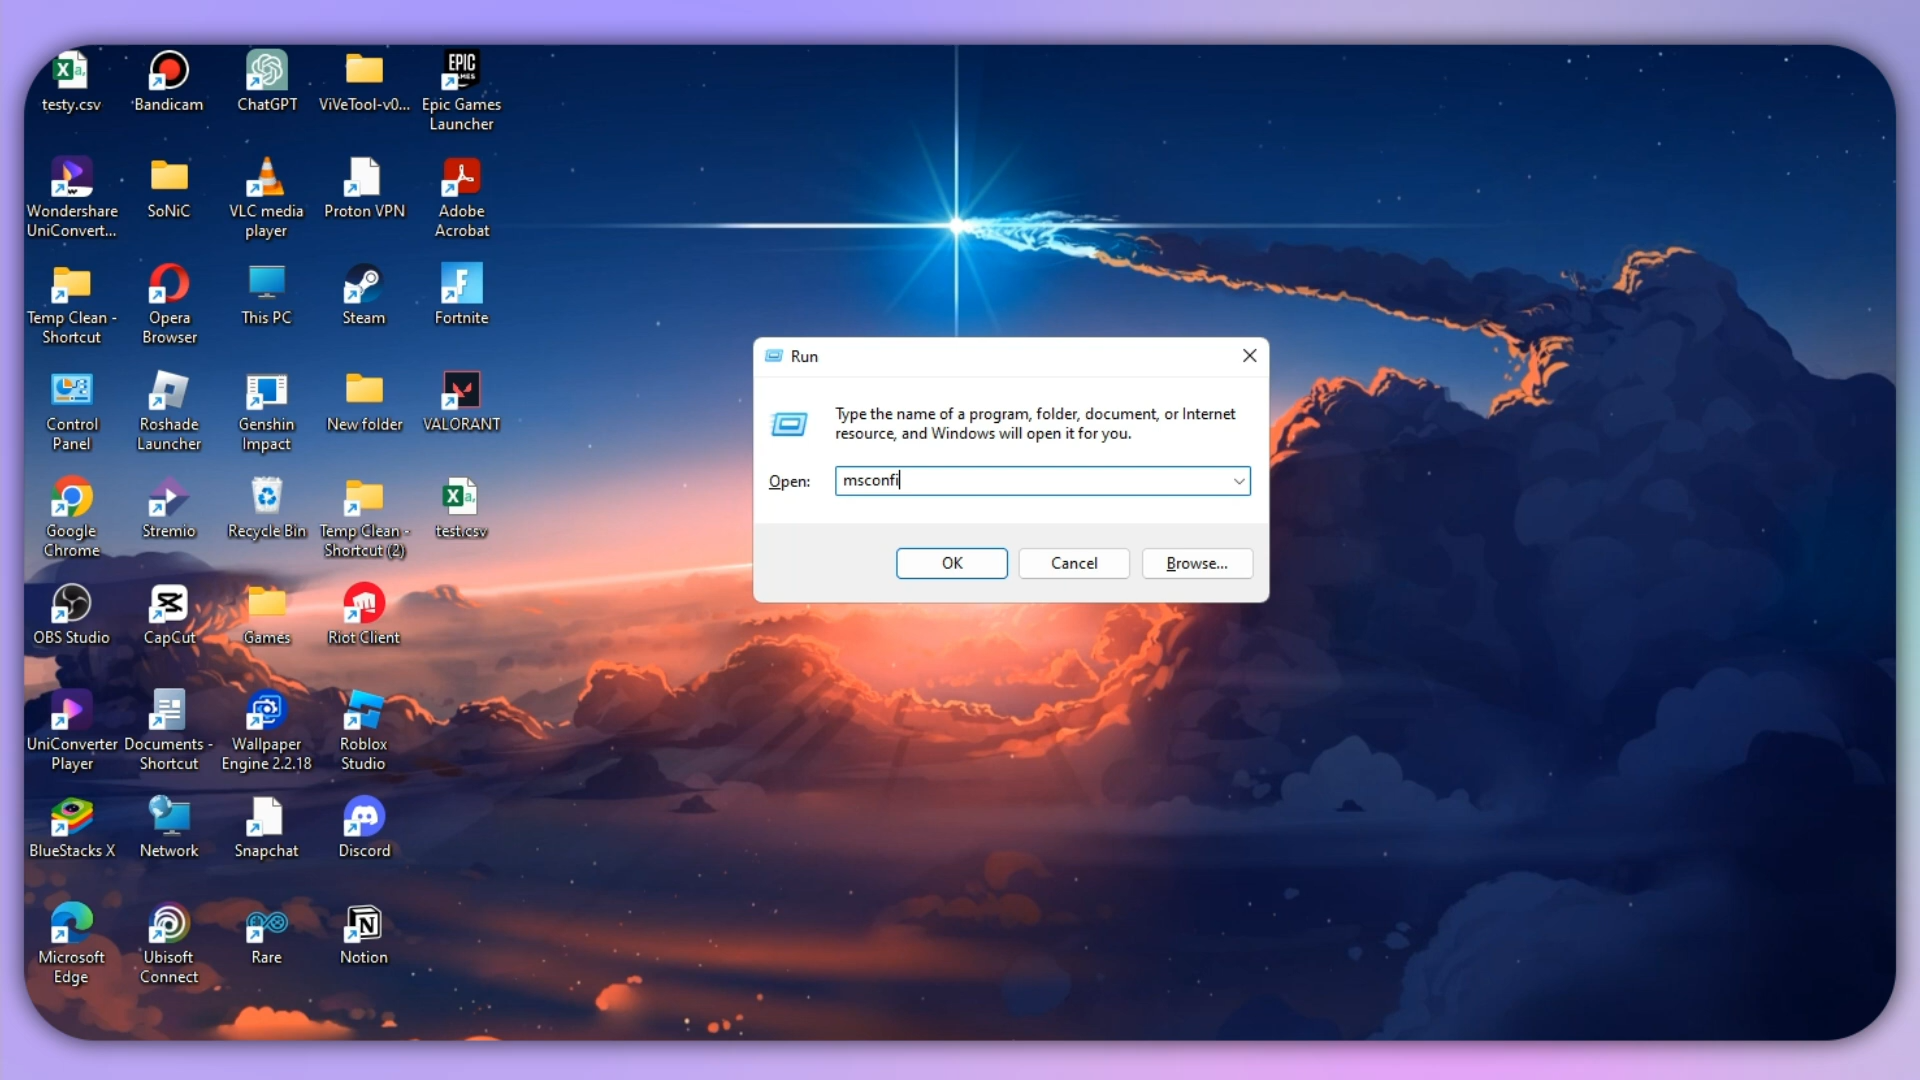 testy.csv
Bandicam
ChatGPT
ViVeTool-v0...
EPIC
GAMES
Epic Games
Launcher
Wondershare
UniConvert...
SoNiC
VLC media
player
Proton VPN
Adobe
Acrobat
Temp Clean -
Shortcut
Opera
Browser
This PC
Steam
Fortnite
Control
Panel
Roshade
Launcher
Genshin
Impact
New folder
VALORANT
Google
Chrome
Stremio
Recycle Bin
Temp Clean -
Shortcut (2)
test.csv
OBS Studio
CapCut
Games
Riot Client
UniConverter
Player
Documents -
Shortcut
Wallpaper
Engine 2.2.18
Roblox
Studio
BlueStacks X
Network
Snapchat
Discord
Microsoft
Edge
Ubisoft
Connect
Rare
Notion
Run
Type the name of a program, folder, document, or Internet
resource, and Windows will open it for you.
Open: msconfi
OK Cancel Browse...